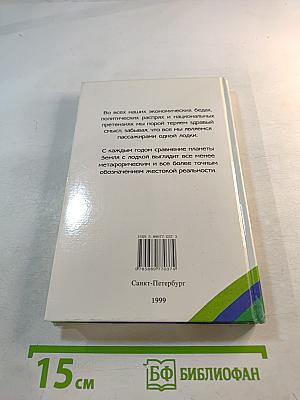 Во всех наших экономических бедах,
политических распрях и национальных
претензиях мы порой теряем здравый
смысл, забывая, что все мы являемся
пассажирами одной лодки.
С каждым годом сравнение планеты
Земля с лодкой выглядит все менее
метафорическим и все более точным
обозначением жестокой реальности.
ISBN 5
Санкт-Петербург
1999
15 см
БФ БИБЛИОФАН